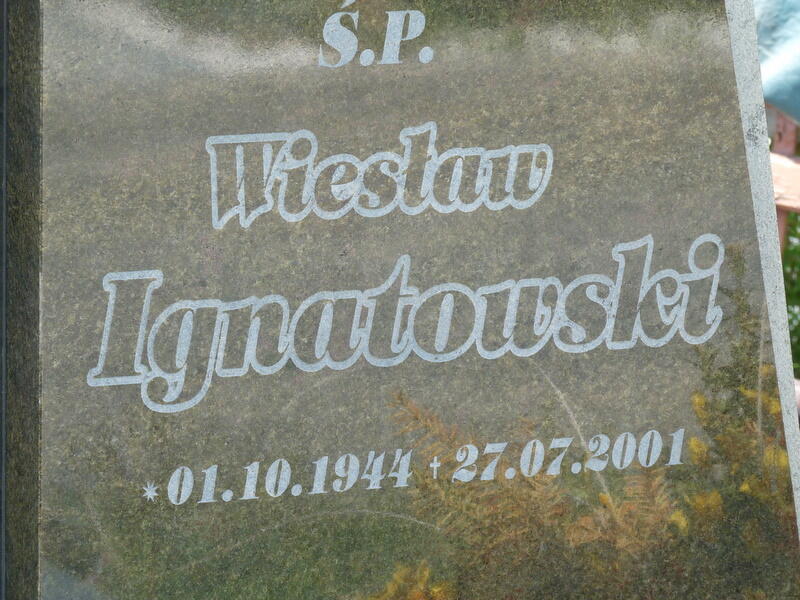 Ś.P.
Wiesław
Ignatowski
*01.10.1944 †27.07.2001